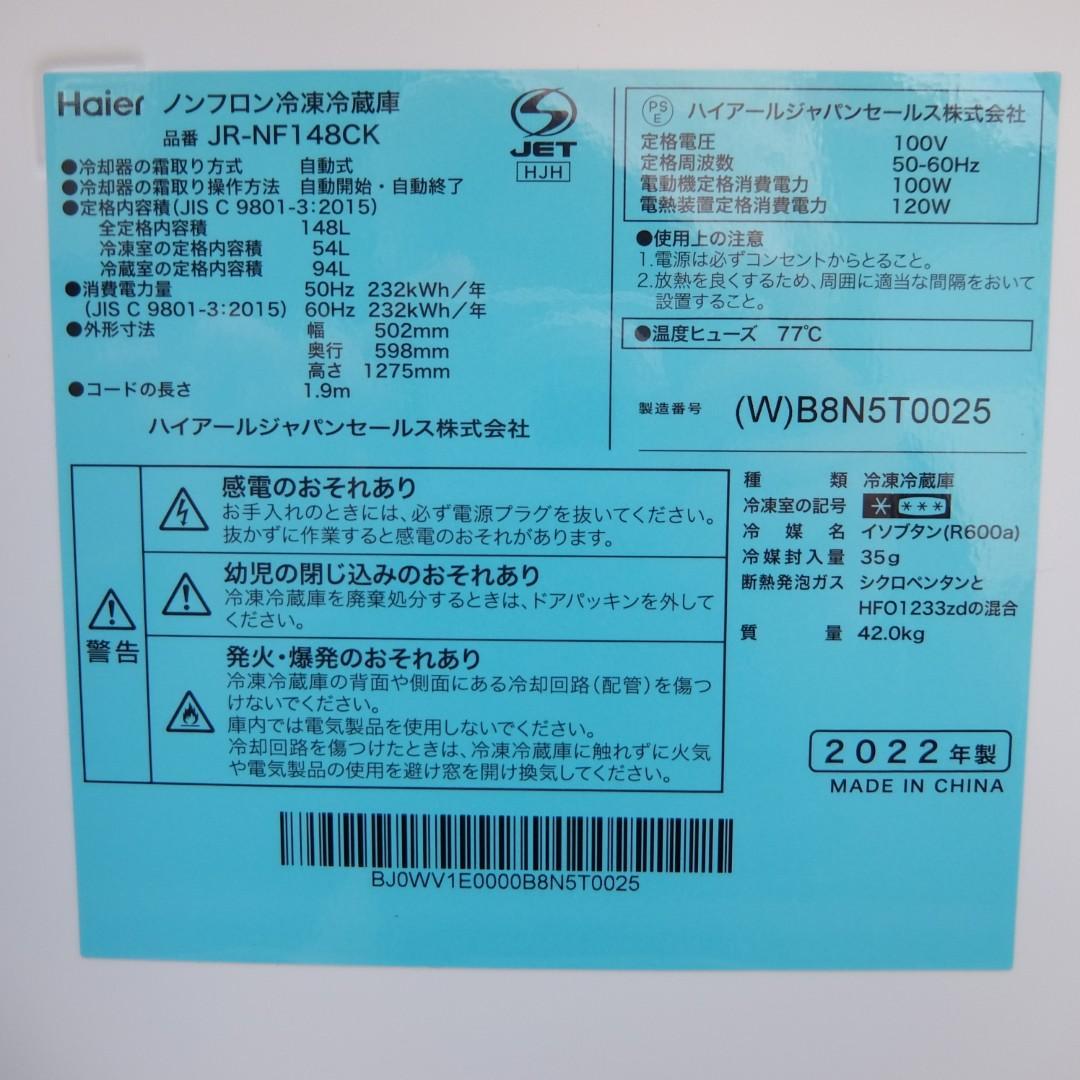 Haier ノンフロン冷凍冷蔵庫
品番 JR-NF148CK
●冷却器の霜取り方式 自動式
●冷却器の霜取り操作方法 自動開始・自動終了
●定格内容積(JIS C 9801-3:2015)
全定格内容積 148L
冷凍室の定格内容積 54L
冷蔵室の定格内容積 94L
●消費電力量 50Hz 232kWh/年
(JIS C 9801-3:2015) 60Hz 232kWh/年
●外形寸法 幅 502mm
奥行 598mm
高さ 1275mm
●コードの長さ 1.9m
ハイアールジャパンセールス株式会社
JET
HJH
PSE ハイアールジャパンセールス株式会社
定格電圧 100V
定格周波数 50-60Hz
電動機定格消費電力 100W
電熱装置定格消費電力 120W
●使用上の注意
1.電源は必ずコンセントからとること。
2.放熱を良くするため、周囲に適当な間隔をおいて
設置すること。
●温度ヒューズ 77℃
製造番号 (W)B8N5T0025
警告
感電のおそれあり
お手入れのときには、必ず電源プラグを抜いてください。
抜かずに作業すると感電のおそれがあります。
幼児の閉じ込みのおそれあり
冷凍冷蔵庫を廃棄処分するときは、ドアパッキンを外して
ください。
発火・爆発のおそれあり
冷凍冷蔵庫の背面や側面にある冷却回路(配管)を傷つ
けないでください。
庫内では電気製品を使用しないでください。
冷却回路を傷つけたときは、冷凍冷蔵庫に触れずに火気
や電気製品の使用を避け窓を開け換気してください。
種類 冷凍冷蔵庫
冷凍室の記号 * ***
冷媒名 イソブタン(R600a)
冷媒封入量 35g
断熱発泡ガス シクロペンタンと
HFO1233zdの混合
質量 42.0kg
2022年製
MADE IN CHINA
BJ0WV1E0000B8N5T0025